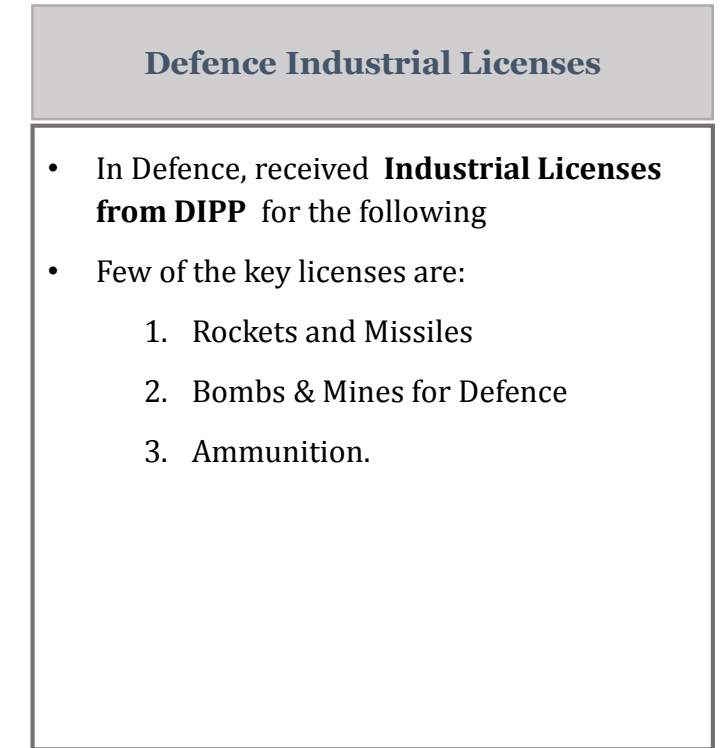 Defence Industrial Licenses
• In Defence, received Industrial Licenses
from DIPP for the following
• Few of the key licenses are:
1. Rockets and Missiles
2. Bombs & Mines for Defence
3. Ammunition.